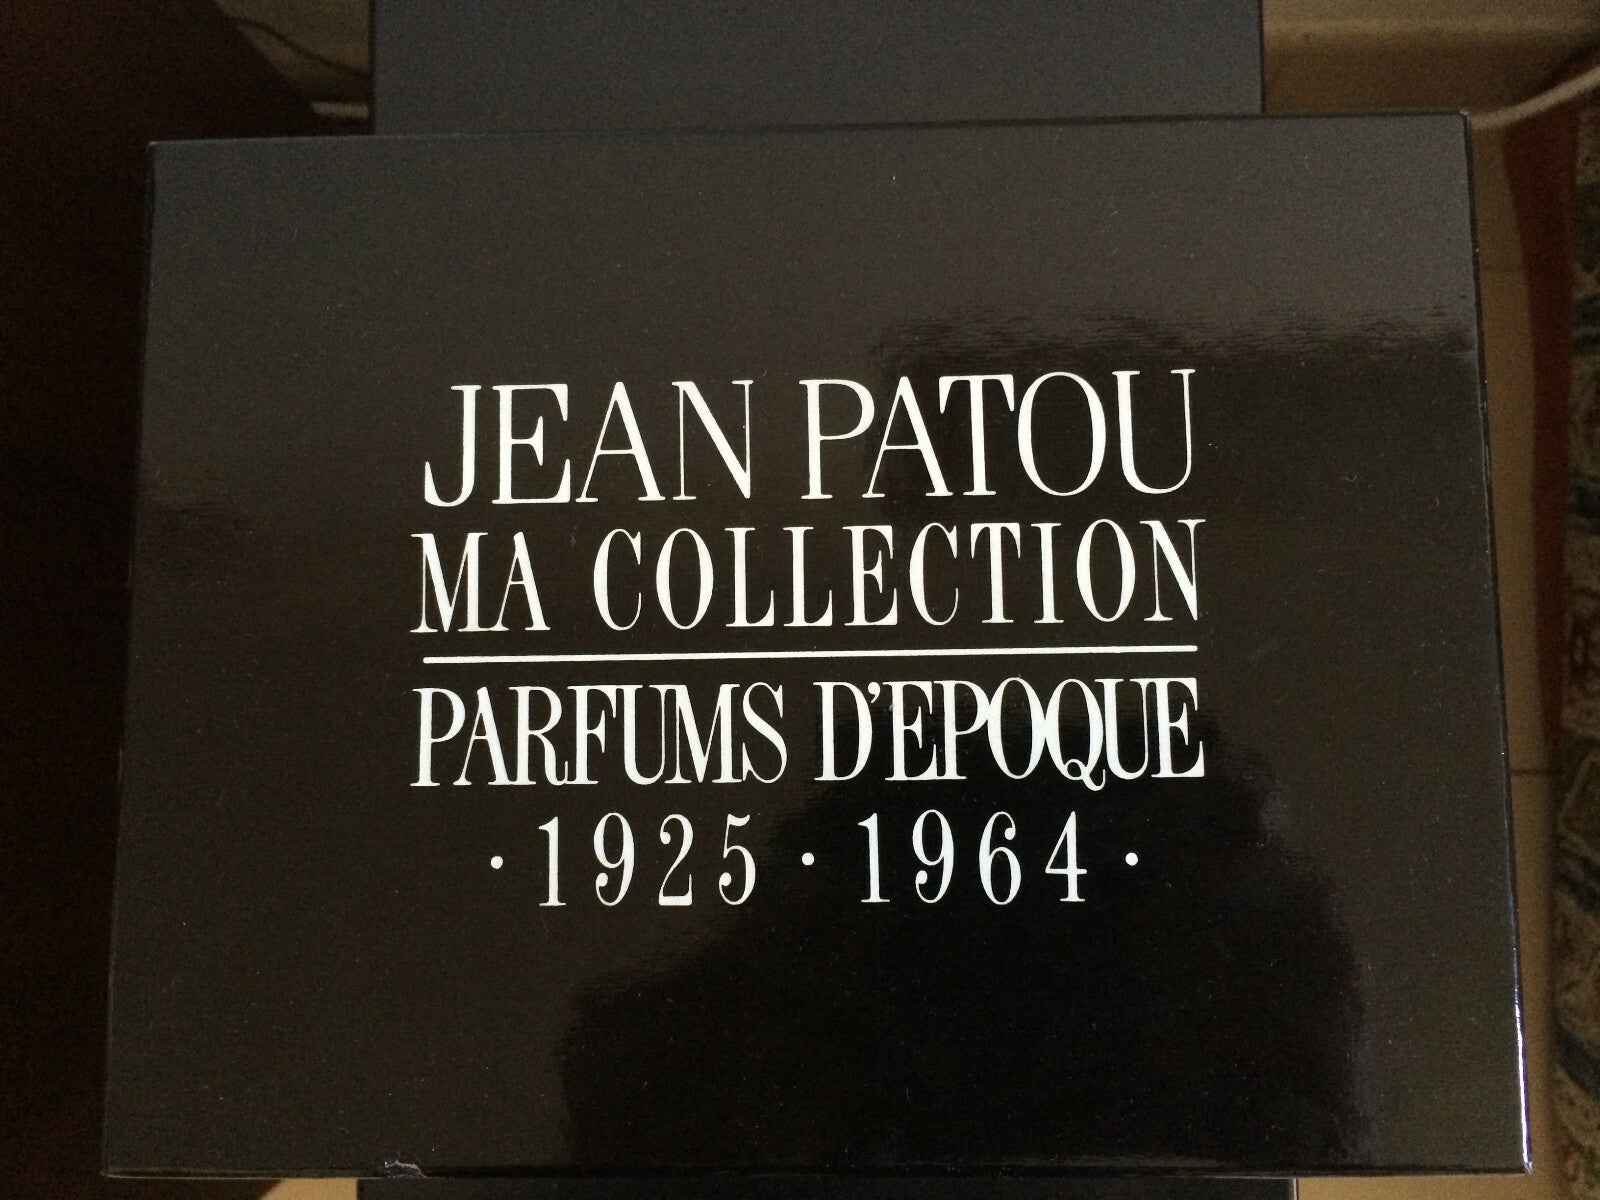 JEAN PATOU
MA COLLECTION
PARFUMS D'EPOQUE
· 1925 · 1964 ·